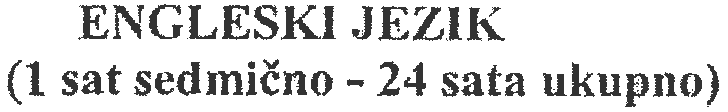 ENGLESKI JEZIK
(1 sat sedmično - 24 sata ukupno)